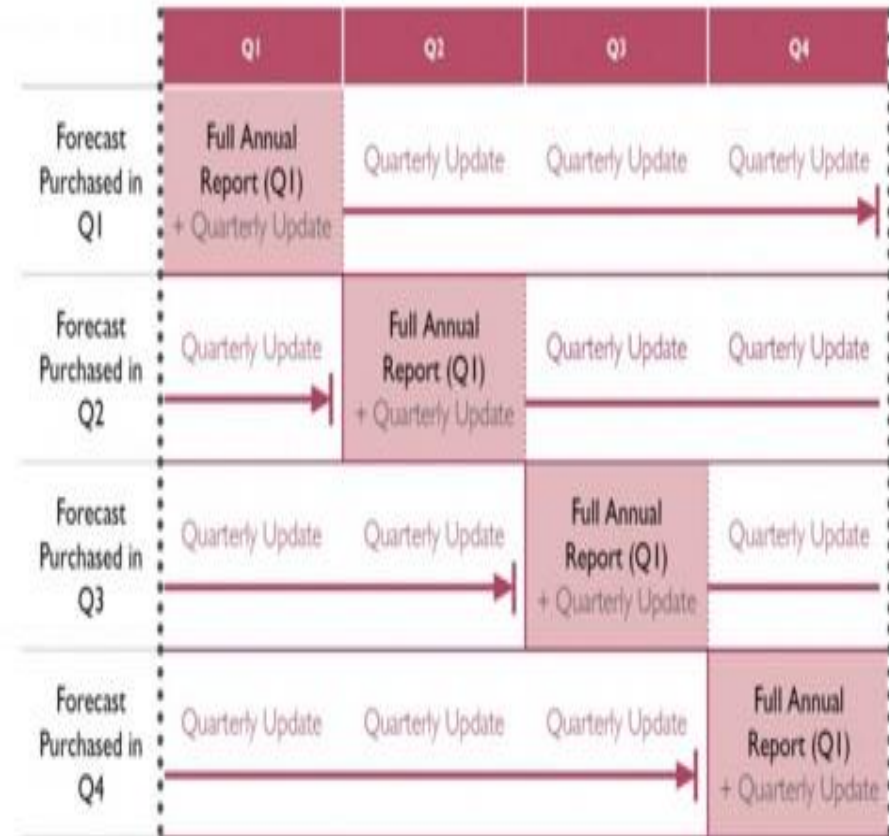 Q1 Q2 Q3 Q4
Forecast
Purchased in
Q1
Full Annual
Report (Q1)
+ Quarterly Update
Quarterly Update
Quarterly Update
Quarterly Update
Forecast
Purchased in
Q2
Quarterly Update
Full Annual
Report (Q1)
+ Quarterly Update
Quarterly Update
Quarterly Update
Forecast
Purchased in
Q3
Quarterly Update
Quarterly Update
Full Annual
Report (Q1)
+ Quarterly Update
Quarterly Update
Forecast
Purchased in
Q4
Quarterly Update
Quarterly Update
Quarterly Update
Full Annual
Report (Q1)
+ Quarterly Update